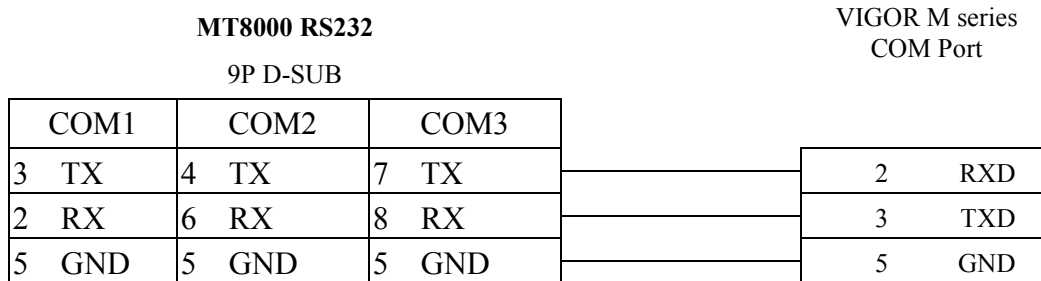 MT8000 RS232
9P D-SUB
VIGOR M series
COM Port
COM1 COM2 COM3
3 TX 4 TX 7 TX 2 RXD
2 RX 6 RX 8 RX 3 TXD
5 GND 5 GND 5 GND 5 GND